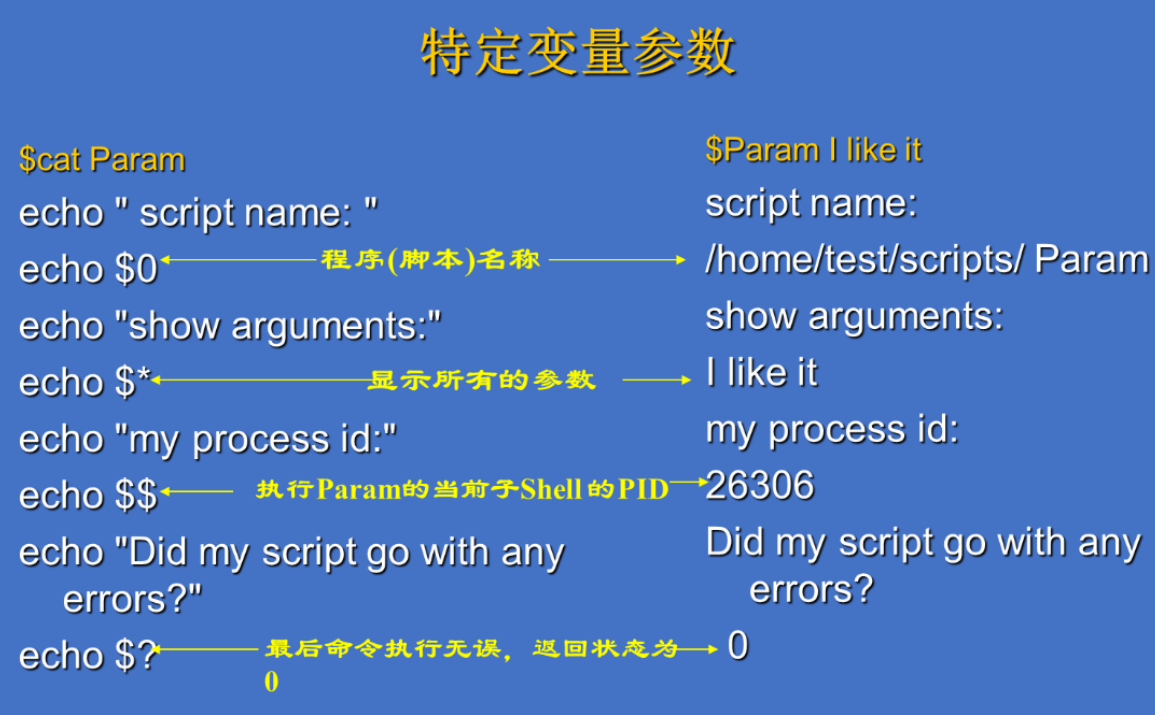 特定变量参数
$cat Param
echo " script name: "
echo $0
echo "show arguments:"
echo $*
echo "my process id:"
echo $$
echo "Did my script go with any
errors?"
echo $?
程序(脚本)名称
显示所有的参数
执行Param的当前子Shell的PID
最后命令执行无误，返回状态为
0
$Param I like it
script name:
/home/test/scripts/ Param
show arguments:
I like it
my process id:
26306
Did my script go with any
errors?
0